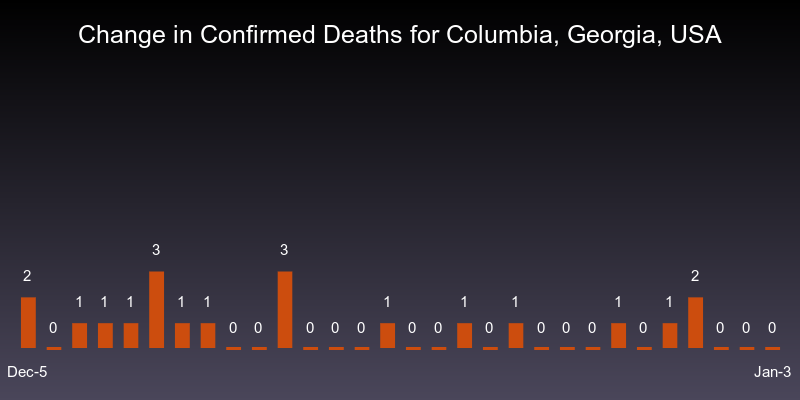 Change in Confirmed Deaths for Columbia, Georgia, USA
2 0 1 1 1 3 1 1 0 0 3 0 0 0 1 0 0 1 0 1 0 0 0 1 0 1 2 0 0 0
Dec-5 Jan-3